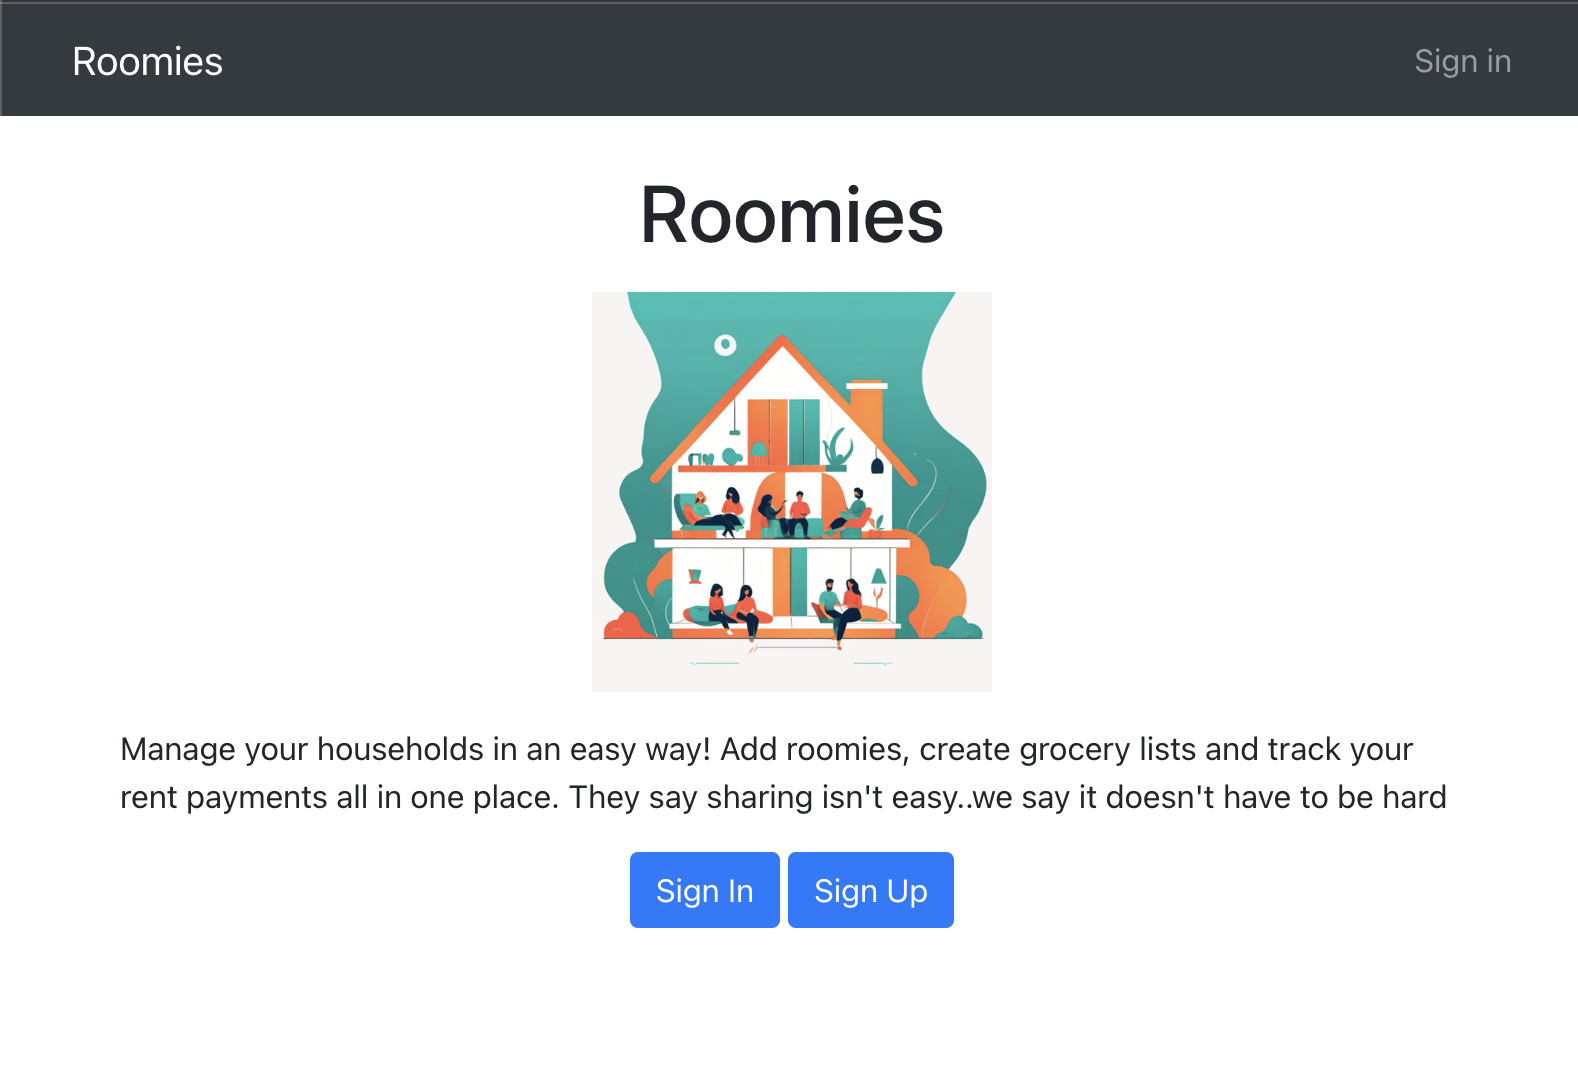 Roomies
Sign in
Roomies
Manage your households in an easy way! Add roomies, create grocery lists and track your
rent payments all in one place. They say sharing isn't easy..we say it doesn't have to be hard
Sign In
Sign Up